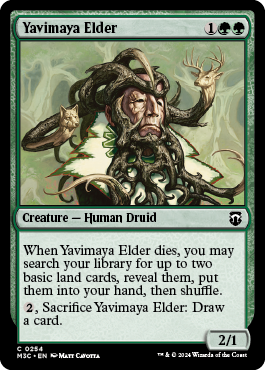 Yavimaya Elder 1
Creature — Human Druid
When Yavimaya Elder dies, you may
search your library for up to two
basic land cards, reveal them, put
them into your hand, then shuffle.
2, Sacrifice Yavimaya Elder: Draw
a card.
2/1
C 0254
M3C • EN Matt Cavotta
™ & © 2024 Wizards of the Coast